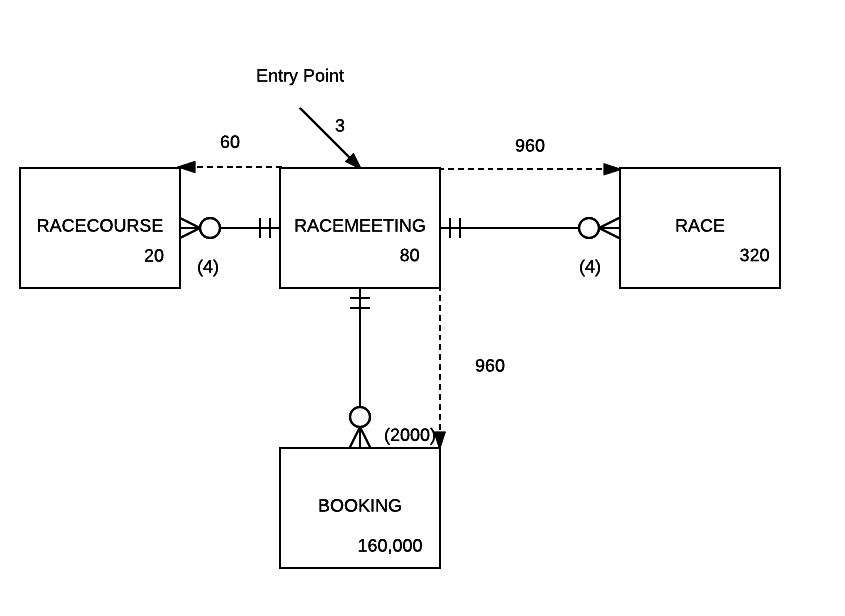 Entry Point
3
60
960
RACECOURSE
20
(4)
RACEMEETING
80
(4)
RACE
320
960
(2000)
BOOKING
160,000